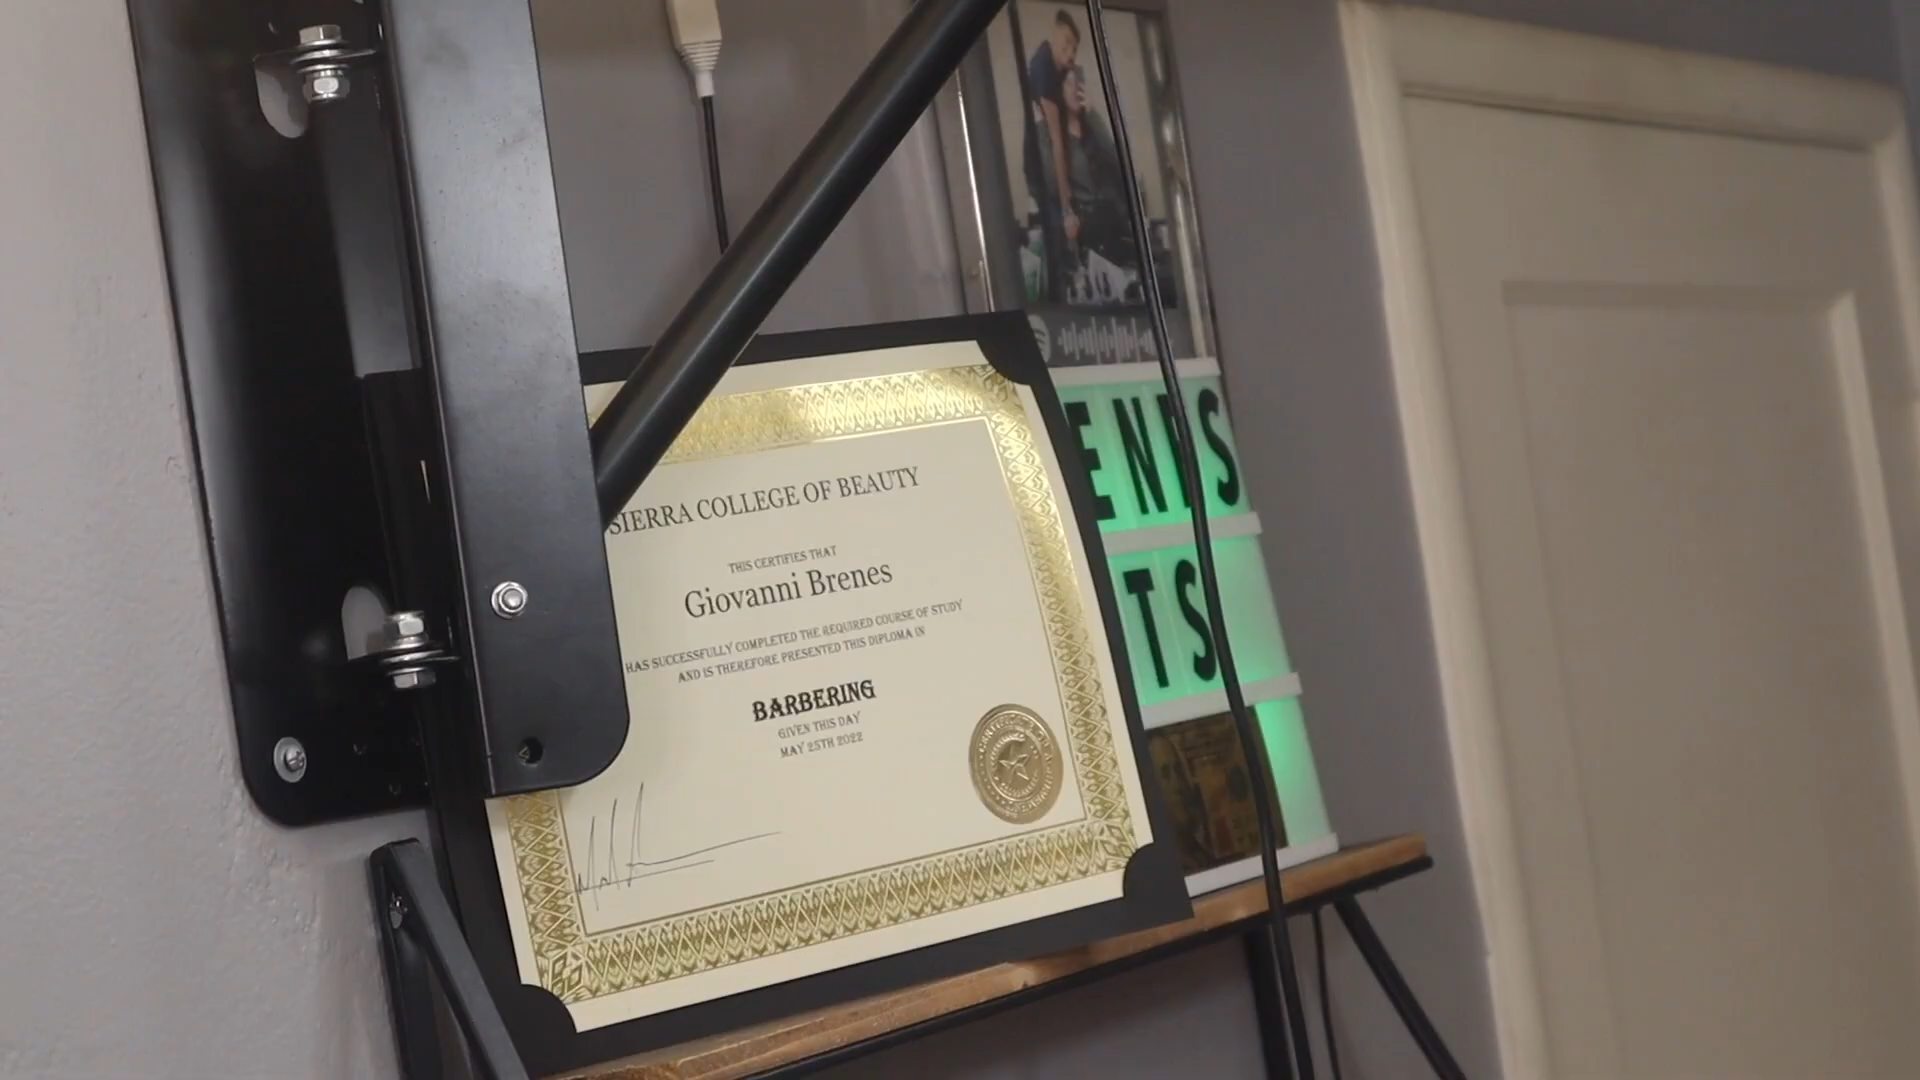 SIERRA COLLEGE OF BEAUTY
THIS CERTIFIES THAT
Giovanni Brenes
HAS SUCCESSFULLY COMPLETED THE REQUIRED COURSE OF STUDY
AND IS THEREFORE PRESENTED THIS DIPLOMA IN
BARBERING
GIVEN THIS DAY
MAY 25TH 2022
ENES
TS